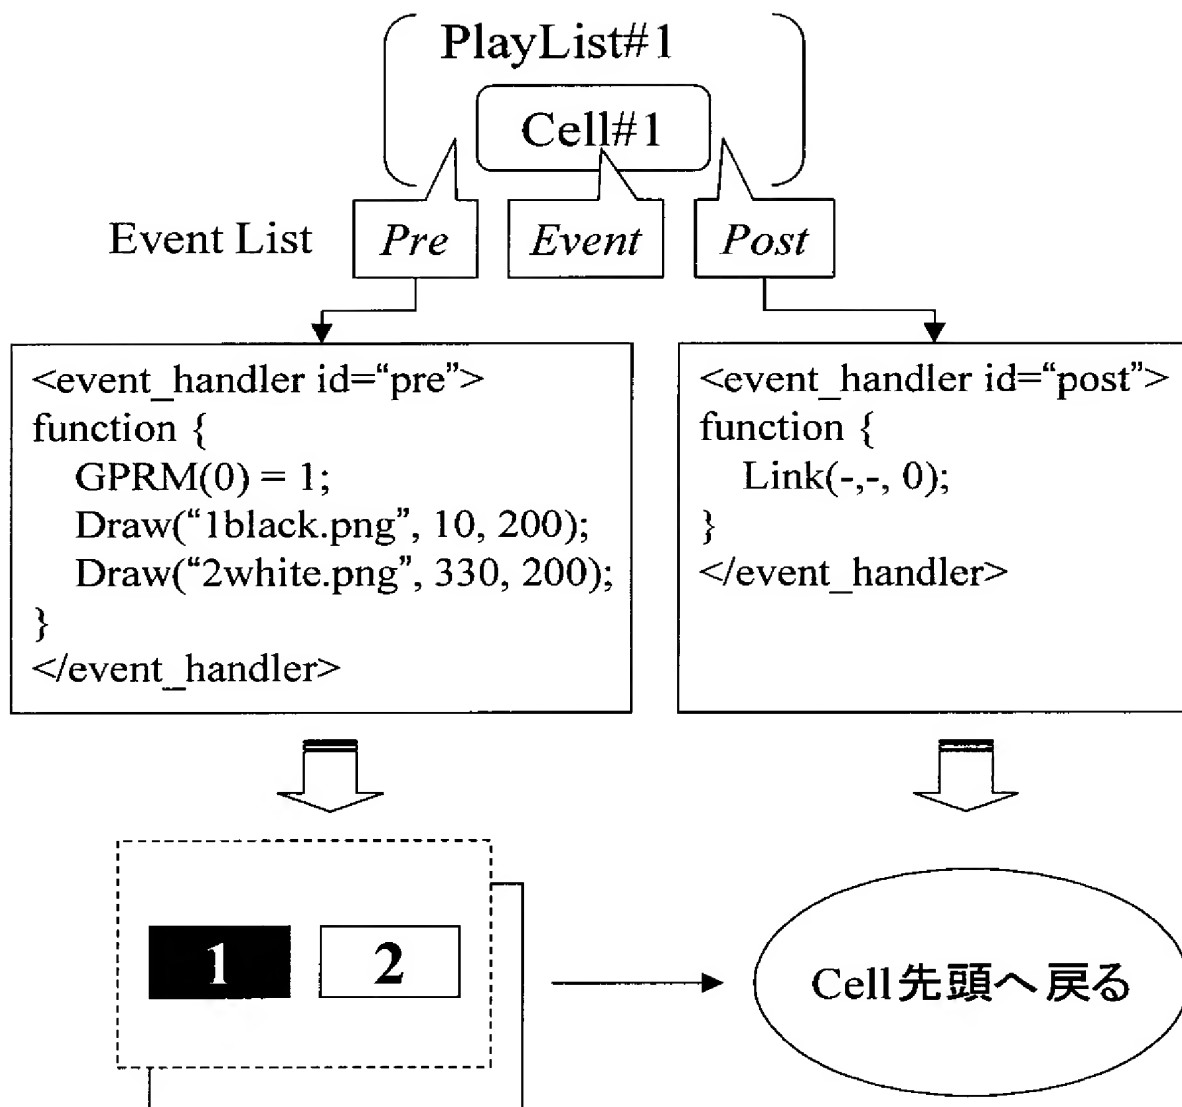 PlayList#1
Cell#1
Event List
Pre
Event
Post
<event_handler id=“pre”>
function {
GPRM(0) = 1;
Draw(“1black.png”, 10, 200);
Draw(“2white.png”, 330, 200);
}
</event_handler>
<event_handler id=“post”>
function {
Link(-,-, 0);
}
</event_handler>
1
2
Cell先頭へ戻る